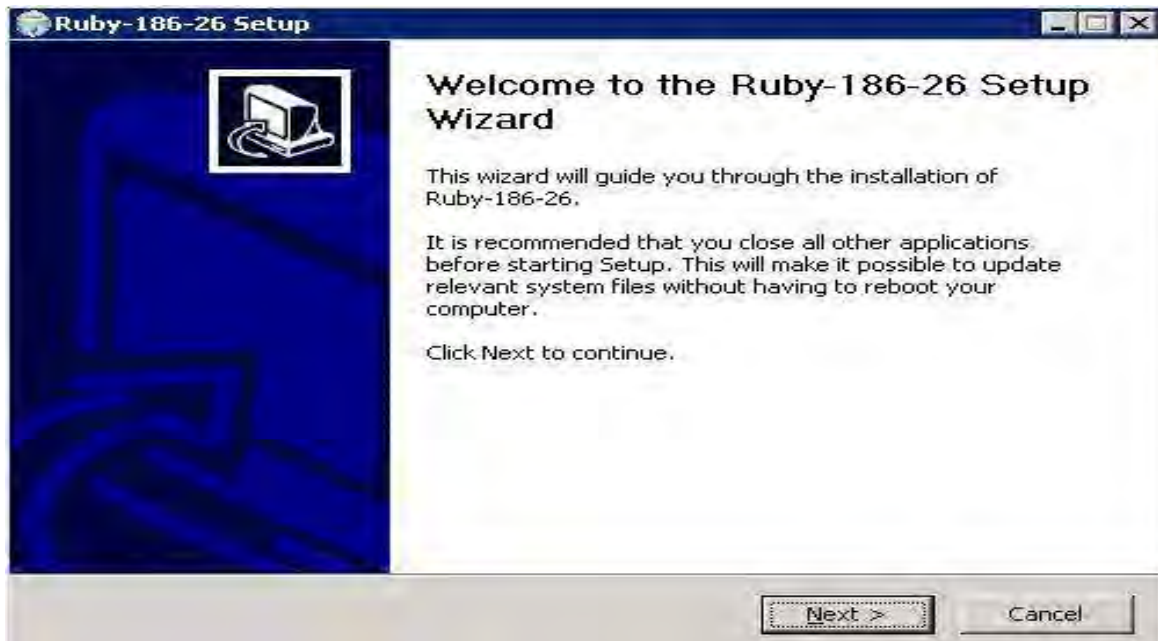 Ruby-186-26 Setup
Welcome to the Ruby-186-26 Setup
Wizard
This wizard will guide you through the installation of
Ruby-186-26.
It is recommended that you close all other applications
before starting Setup. This will make it possible to update
relevant system files without having to reboot your
computer.
Click Next to continue.
Next >
Cancel